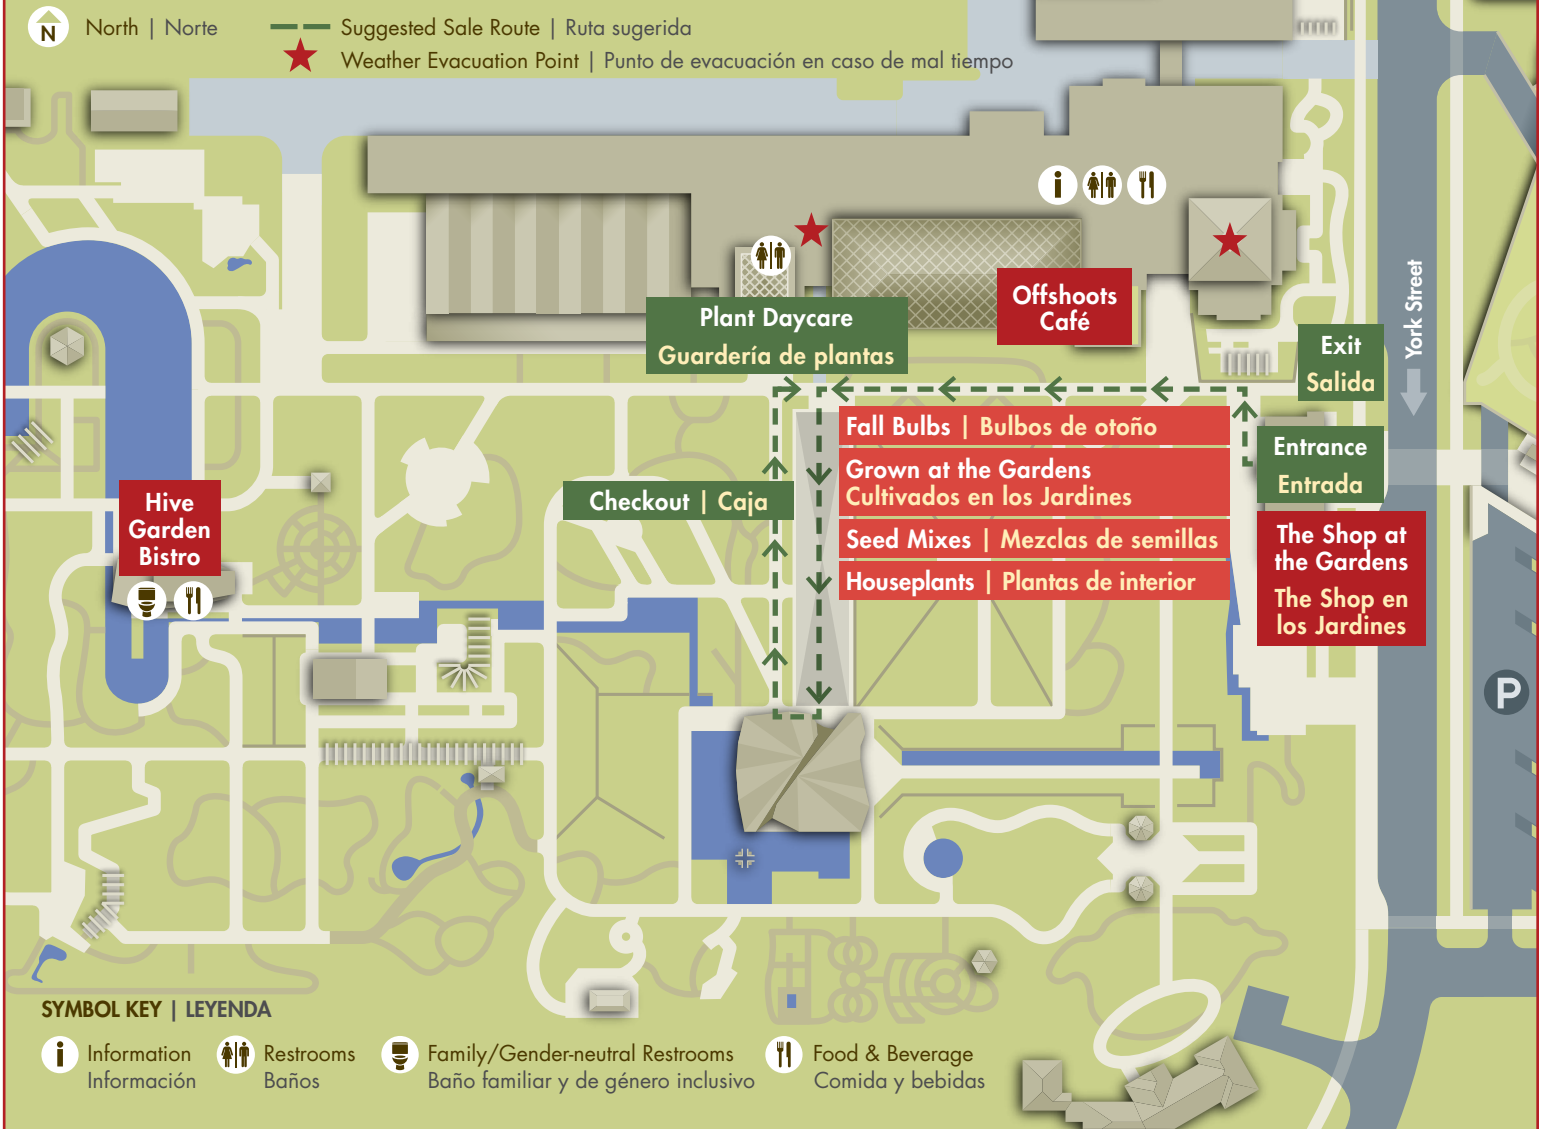 N
North | Norte
Suggested Sale Route | Ruta sugerida
Weather Evacuation Point | Punto de evacuación en caso de mal tiempo
i
Plant Daycare
Guardería de plantas
Offshoots
Café
York Street
Exit
Salida
Fall Bulbs | Bulbos de otoño
Grown at the Gardens
Cultivados en los Jardines
Seed Mixes | Mezclas de semillas
Houseplants | Plantas de interior
Entrance
Entrada
Checkout | Caja
Hive
Garden
Bistro
The Shop at
the Gardens
The Shop en
los Jardines
P
SYMBOL KEY | LEYENDA
i
Information
Información
Restrooms
Baños
Family/Gender-neutral Restrooms
Baño familiar y de género inclusivo
Food & Beverage
Comida y bebidas